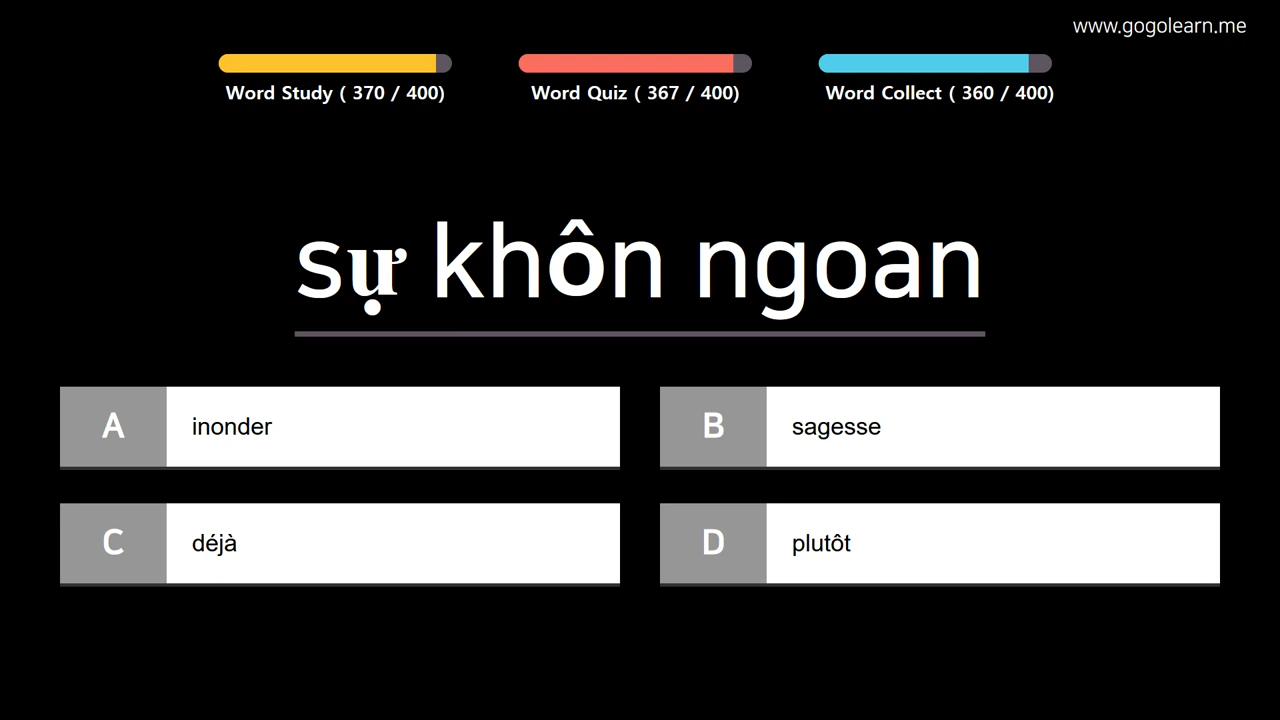 www.gogolearn.me
Word Study ( 370 / 400)
Word Quiz ( 367 / 400)
Word Collect ( 360 / 400)
sự khôn ngoan
A inonder
B sagesse
C déjà
D plutôt